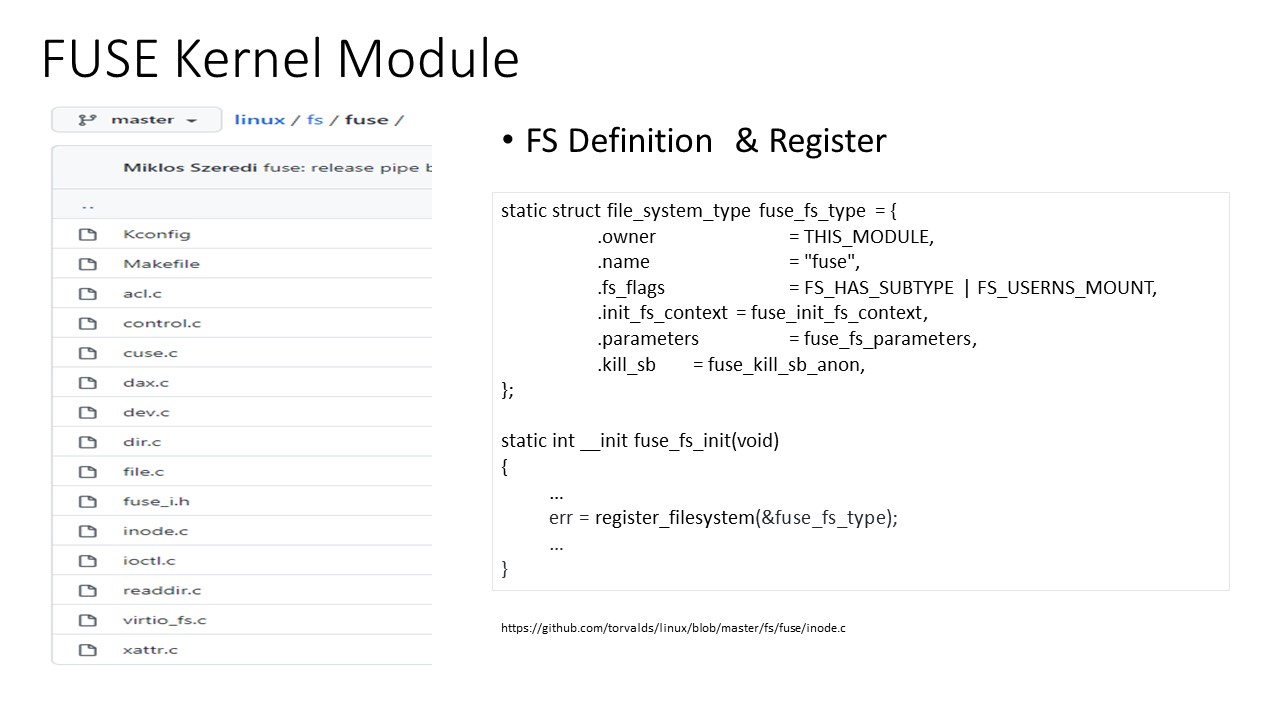 FUSE Kernel Module
master
linux / fs / fuse /
Miklos Szeredi fuse: release pipe
..
Kconfig
Makefile
acl.c
control.c
cuse.c
dax.c
dev.c
dir.c
file.c
fuse_i.h
inode.c
ioctl.c
readdir.c
virtio_fs.c
xattr.c
• FS Definition & Register
static struct file_system_type fuse_fs_type = {
.owner = THIS_MODULE,
.name = "fuse",
.fs_flags = FS_HAS_SUBTYPE | FS_USERNS_MOUNT,
.init_fs_context = fuse_init_fs_context,
.parameters = fuse_fs_parameters,
.kill_sb = fuse_kill_sb_anon,
};
static int __init fuse_fs_init(void)
{
...
err = register_filesystem(&fuse_fs_type);
...
}
https://github.com/torvalds/linux/blob/master/fs/fuse/inode.c